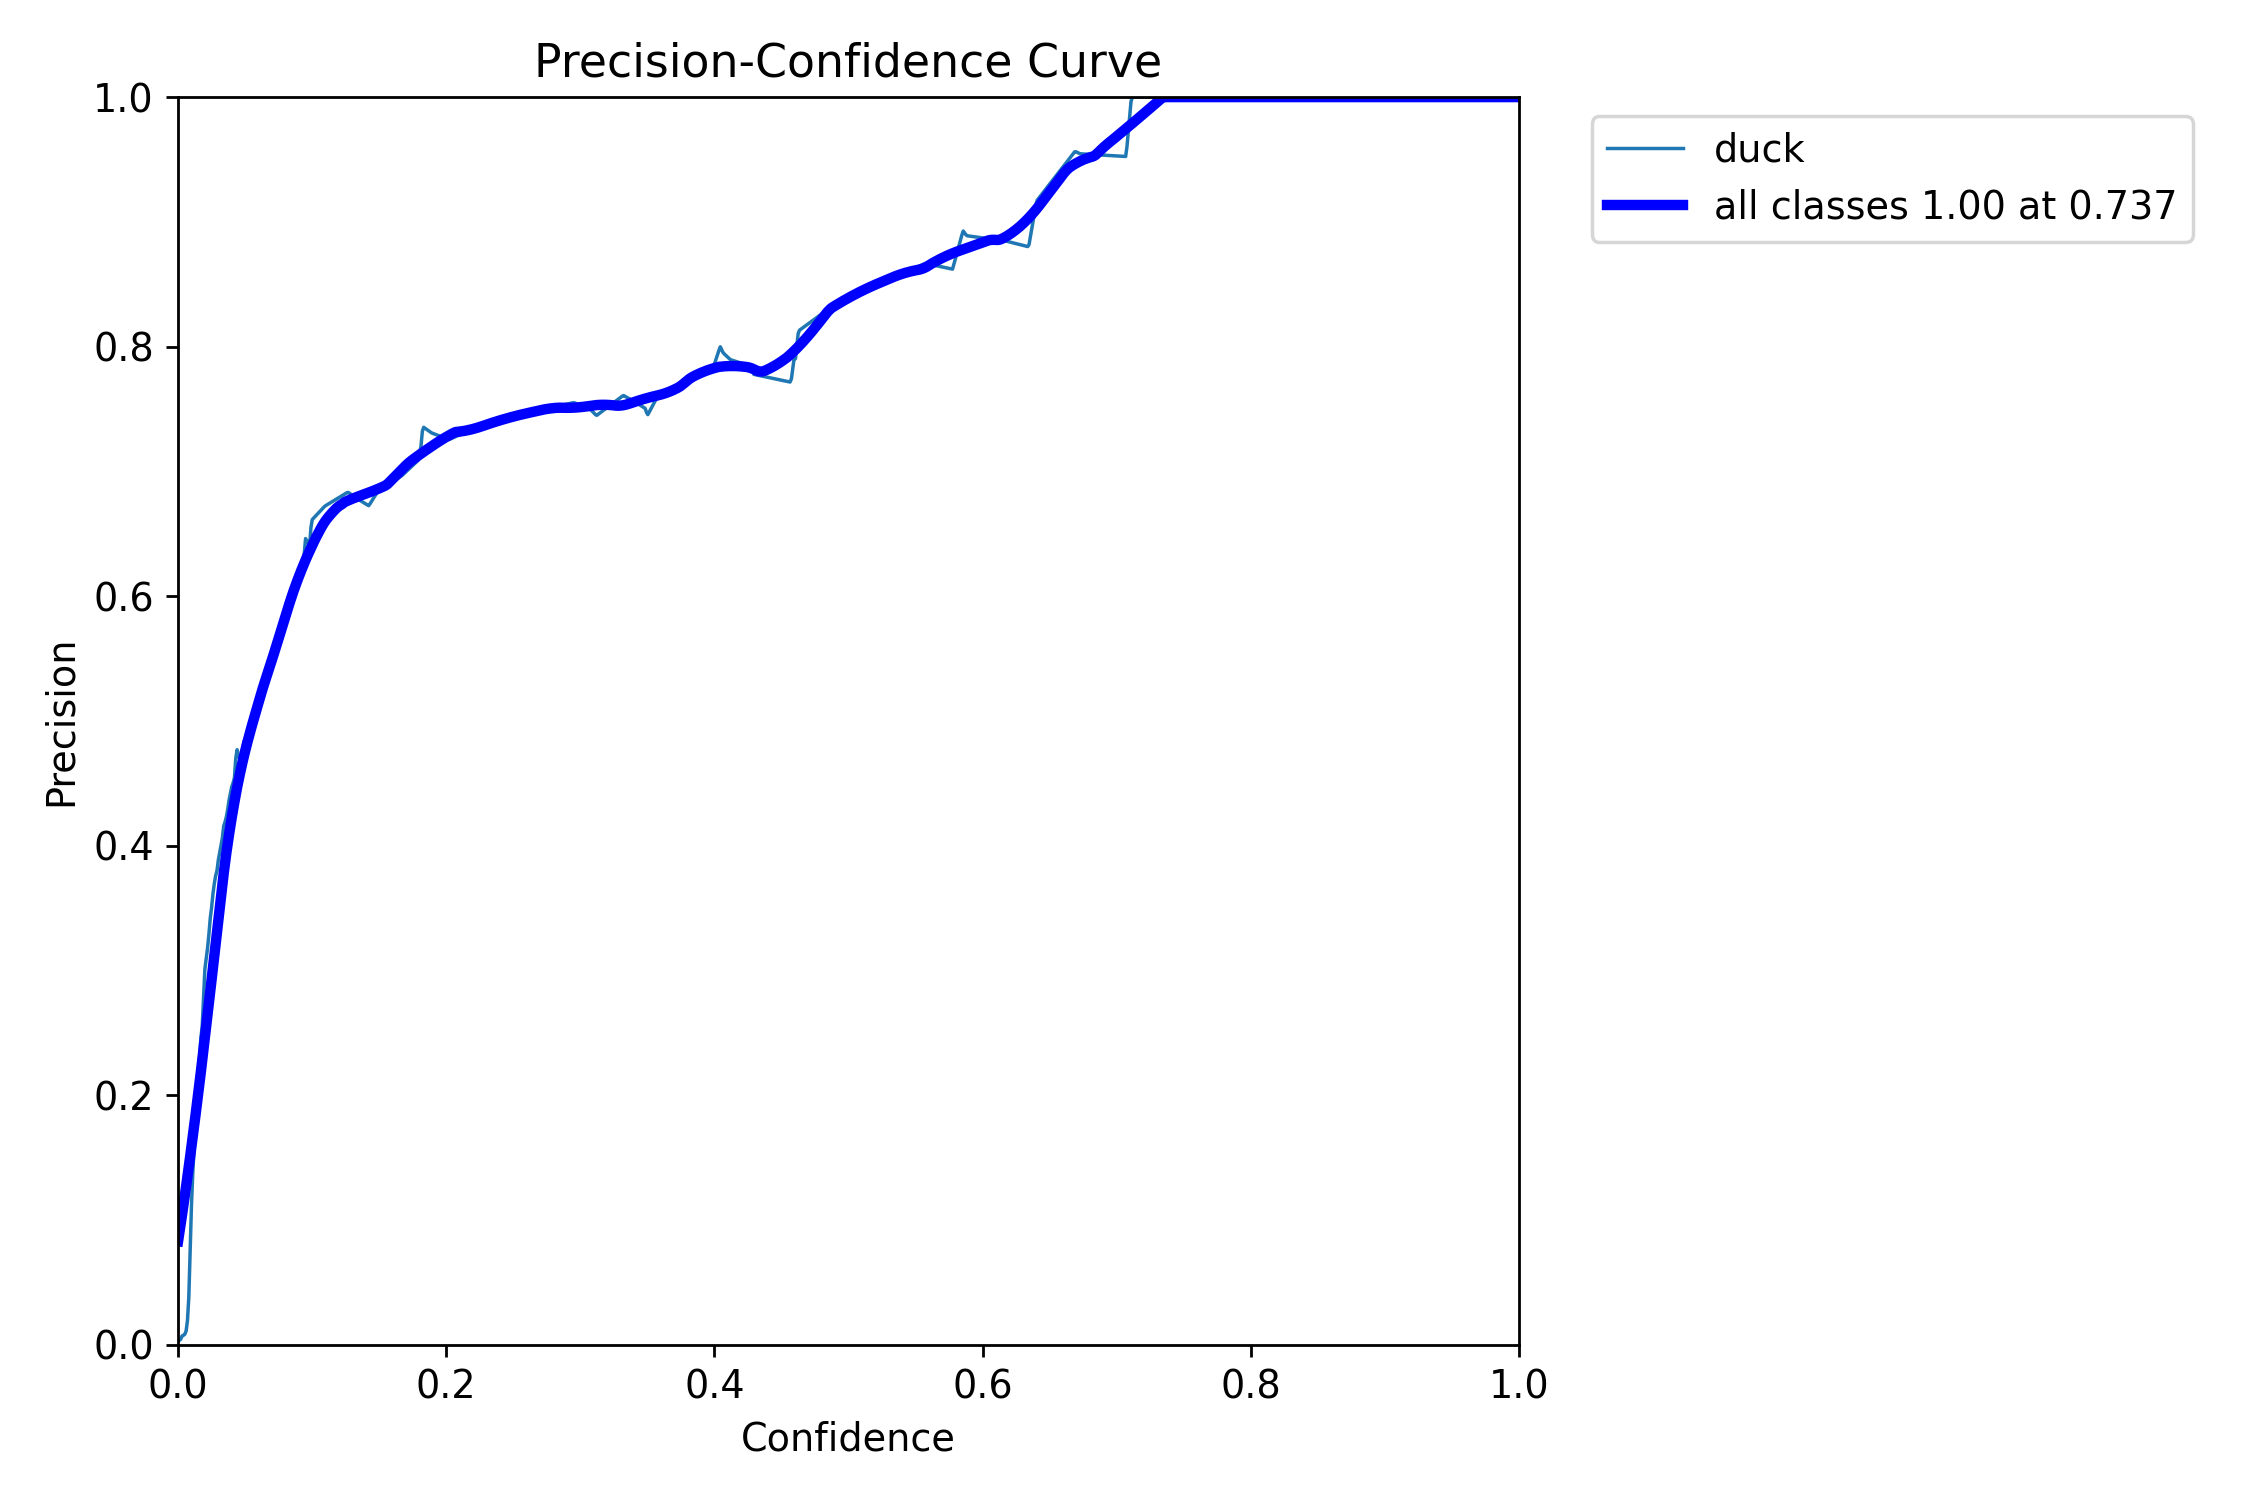 Precision-Confidence Curve
duck
all classes 1.00 at 0.737
Precision
1.0
0.8
0.6
0.4
0.2
0.0
0.0 0.2 0.4 0.6 0.8 1.0
Confidence